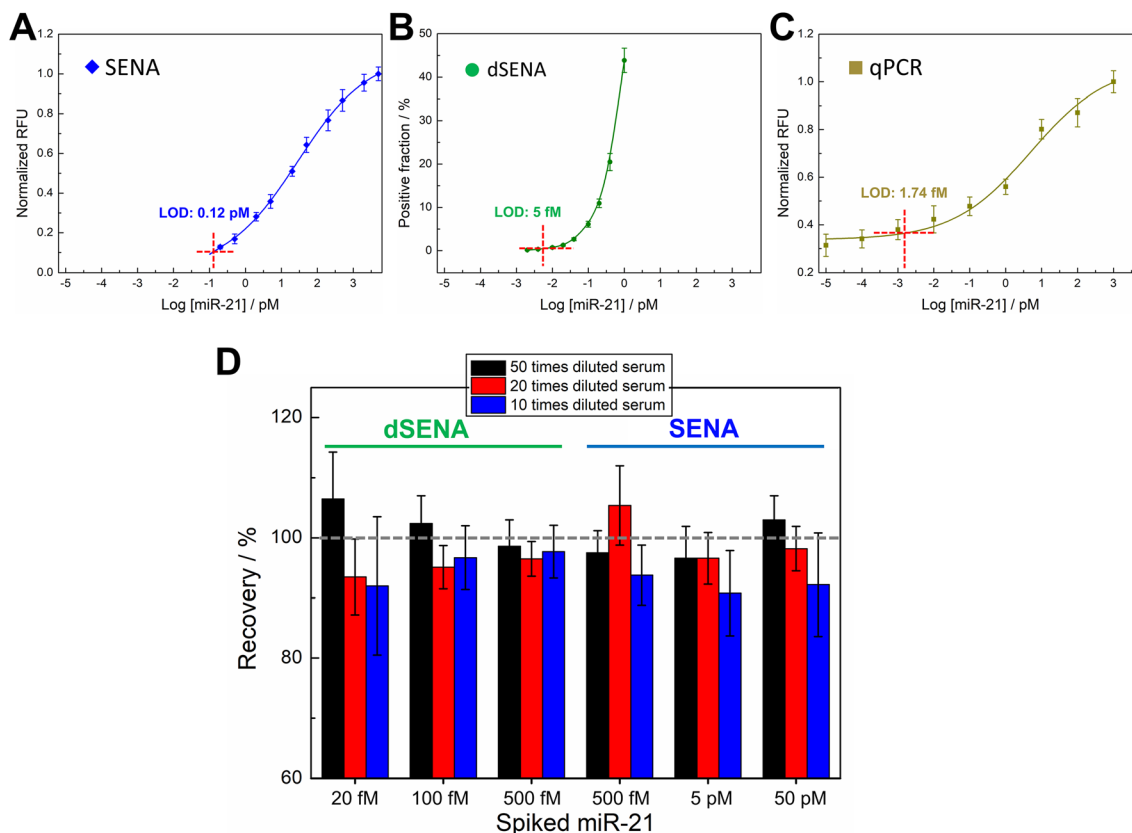 A
SENA
Normalized RFU
1.0
0.8
0.6
0.4
0.2
0.0
LOD: 0.12 pM
-5 -4 -3 -2 -1 0 1 2 3
Log [miR-21] / pM
B
dSENA
Positive fraction / %
50
40
30
20
10
0
LOD: 5 fM
-5 -4 -3 -2 -1 0 1 2 3
Log [miR-21] / pM
C
qPCR
Normalized RFU
1.2
1.0
0.8
0.6
0.4
0.2
LOD: 1.74 fM
-5 -4 -3 -2 -1 0 1 2 3
Log [miR-21] / pM
D
50 times diluted serum
20 times diluted serum
10 times diluted serum
dSENA SENA
Recovery / %
120
100
80
60
20 fM 100 fM 500 fM 500 fM 5 pM 50 pM
Spiked miR-21